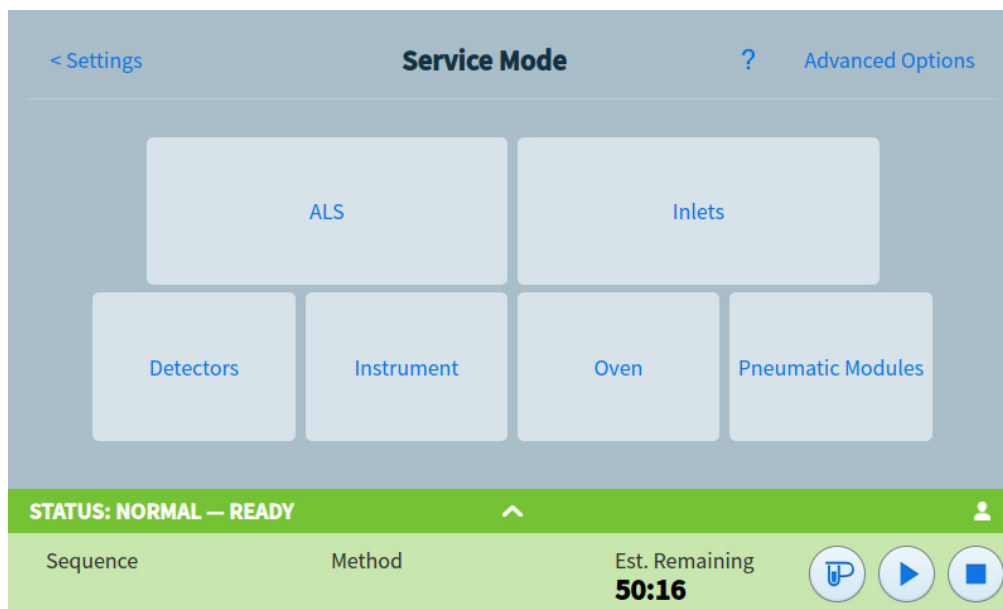 < Settings
Service Mode
?
Advanced Options
ALS
Inlets
Detectors
Instrument
Oven
Pneumatic Modules
STATUS: NORMAL — READY
Sequence
Method
Est. Remaining
50:16